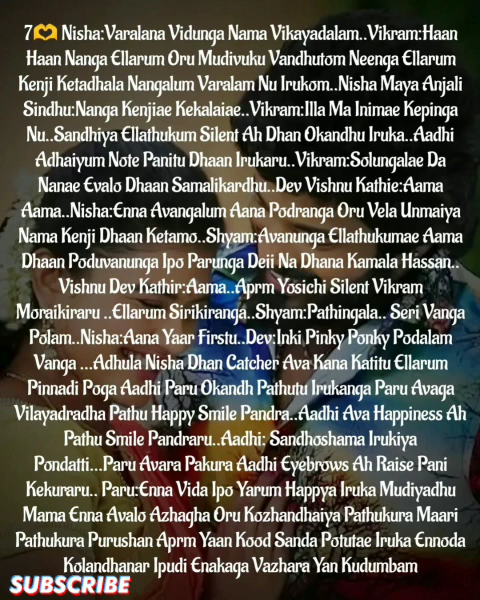 7🫶 Nisha:Varalana Vidunga Nama Vikayadalam..Vikram:Haan
Haan Nanga Ellarum Oru Mudivuku Vandhutom Neenga Ellarum
Kenji Ketadhala Nangalum Varalam Nu Irukom..Nisha Maya Anjali
Sindhu:Nanga Kenjiae Kekalaiae..Vikram:Illa Ma Inimae Kepinga
Nu..Sandhiya Ellathukum Silent Ah Dhan Okandhu Iruka..Aadhi
Adhaiyum Note Panitu Dhaan Irukaru..Vikram:Solungalae Da
Nanae Evalo Dhaan Samalikardhu..Dev Vishnu Kathie:Aama
Aama..Nisha:Enna Avangalum Aana Podranga Oru Vela Unmaiya
Nama Kenji Dhaan Ketamo..Shyam:Avanunga Ellathukumae Aama
Dhaan Poduvanunga Ipo Parunga Deii Na Dhana Kamala Hassan..
Vishnu Dev Kathir:Aama..Aprm Yosichi Silent Vikram
Moraikiraru ..Ellarum Sirikiranga..Shyam:Pathingala.. Seri Vanga
Polam..Nisha:Aana Yaar Firstu..Dev:Inki Pinky Ponky Podalam
Vanga ...Adhula Nisha Dhan Catcher Ava Kana Katitu Ellarum
Pinnadi Poga Aadhi Paru Okandh Pathutu Irukanga Paru Avaga
Vilayadradha Pathu Happy Smile Pandra..Aadhi Ava Happiness Ah
Pathu Smile Pandraru..Aadhi: Sandhoshama Irukiya
Pondatti...Paru Avara Pakura Aadhi Eyebrows Ah Raise Pani
Kekuraru.. Paru:Enna Vida Ipo Yarum Happya Iruka Mudiyadhu
Mama Enna Avalo Azhagha Oru Kozhandhaiya Pathukura Maari
Pathukura Purushan Aprm Yaan Kood Sanda Potutae Iruka Ennoda
Kolandhanar Ipudi Enakaga Vazhara Yan Kudumbam
SUBSCRIBE